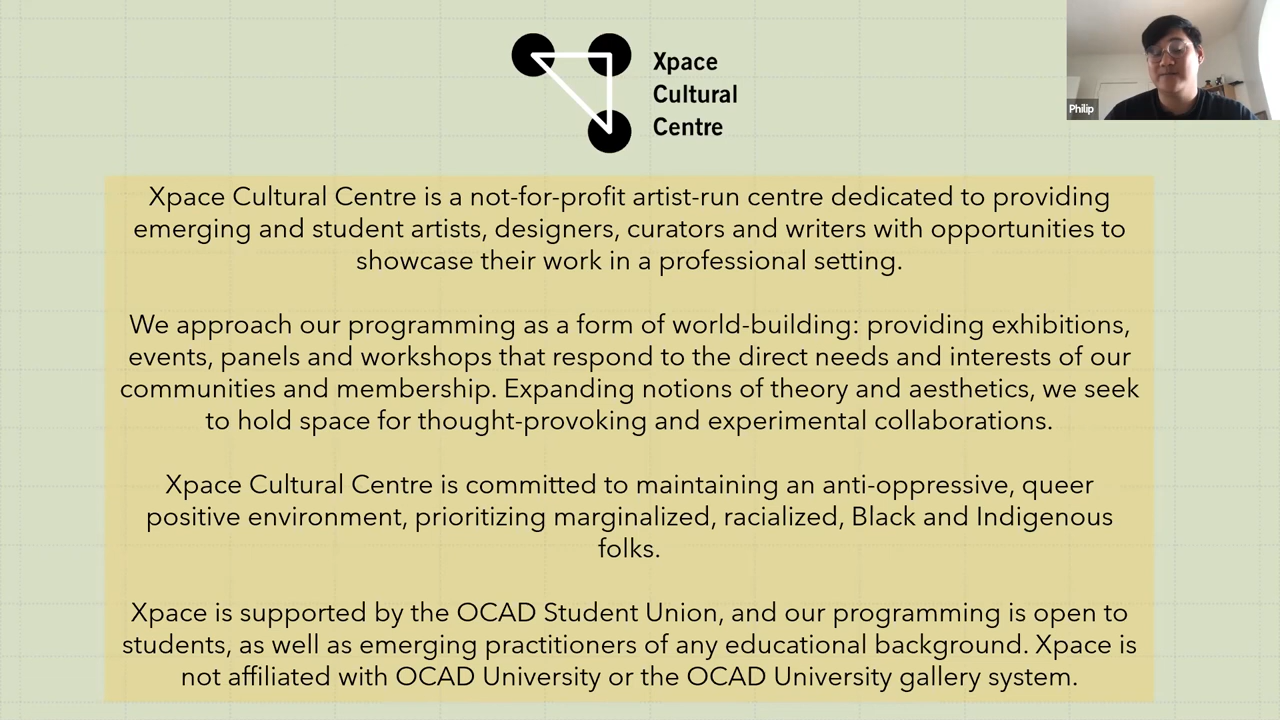 Xpace
Cultural
Centre
Philip
Xpace Cultural Centre is a not-for-profit artist-run centre dedicated to providing
emerging and student artists, designers, curators and writers with opportunities to
showcase their work in a professional setting.
We approach our programming as a form of world-building: providing exhibitions,
events, panels and workshops that respond to the direct needs and interests of our
communities and membership. Expanding notions of theory and aesthetics, we seek
to hold space for thought-provoking and experimental collaborations.
Xpace Cultural Centre is committed to maintaining an anti-oppressive, queer
positive environment, prioritizing marginalized, racialized, Black and Indigenous
folks.
Xpace is supported by the OCAD Student Union, and our programming is open to
students, as well as emerging practitioners of any educational background. Xpace is
not affiliated with OCAD University or the OCAD University gallery system.